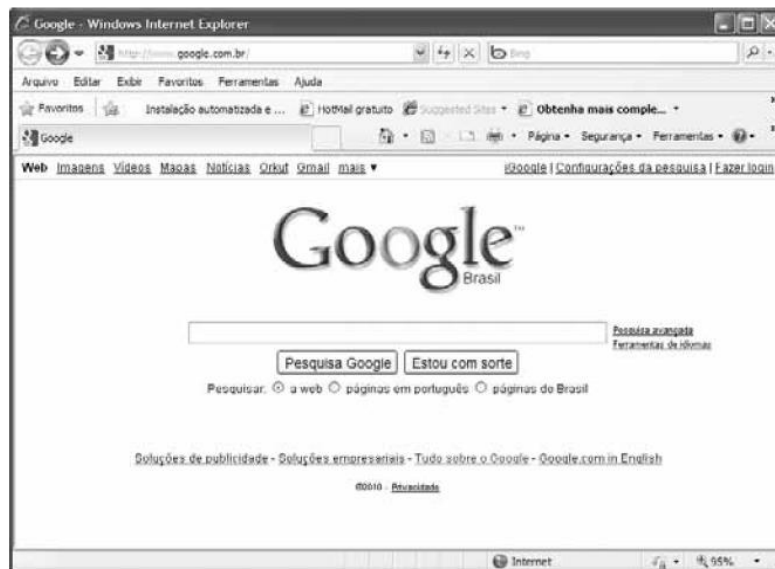 Google - Windows Internet Explorer
http://www.google.com.br/
Bing
Arquivo Editar Exibir Favoritos Ferramentas Ajuda
Favoritos Instalação automatizada e ... HotMail gratuito Suggested Sites Obtenha mais comple...
Google Página Segurança Ferramentas
Web Imagens Vídeos Mapas Notícias Orkut Gmail mais ▼ iGoogle | Configurações da pesquisa | Fazer login
Google™
Brasil
Pesquisa avançada
Ferramentas de idiomas
Pesquisa Google Estou com sorte
Pesquisar: a web páginas em português páginas do Brasil
Soluções de publicidade - Soluções empresariais - Tudo sobre o Google - Google.com in English
©2010 - Privacidade
Internet 95%